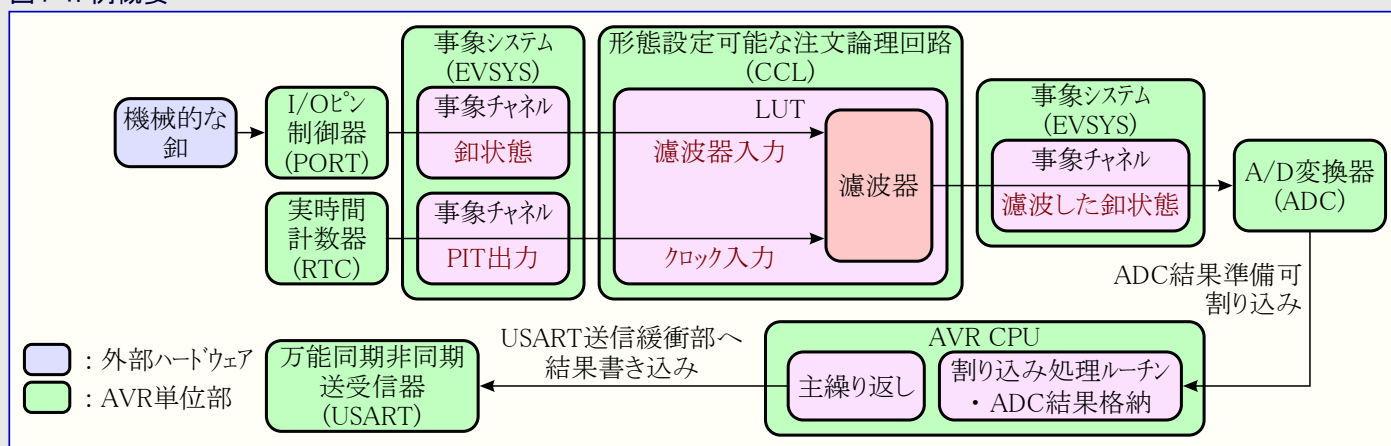 機械的な
釦
I/Oピン
制御器
(PORT)
実時間
計数器
(RTC)
事象システム
(EVSYS)
事象チャネル
釦状態
事象チャネル
PIT出力
形態設定可能な注文論理回路
(CCL)
LUT
濾波器入力
クロック入力
濾波器
事象システム
(EVSYS)
事象チャネル
濾波した釦状態
A/D変換器
(ADC)
ADC結果準備可
割り込み
AVR CPU
主繰り返し
割り込み処理ルーチン
・ADC結果格納
USART送信緩衝部へ
結果書き込み
万能同期非同期
送受信器
(USART)
：外部ハードウェア
：AVR単位部